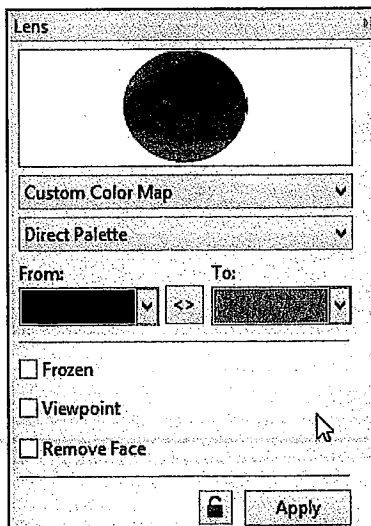 Lens
Custom Color Map
Direct Palette
From: To:
<>
Frozen
Viewpoint
Remove Face
Apply